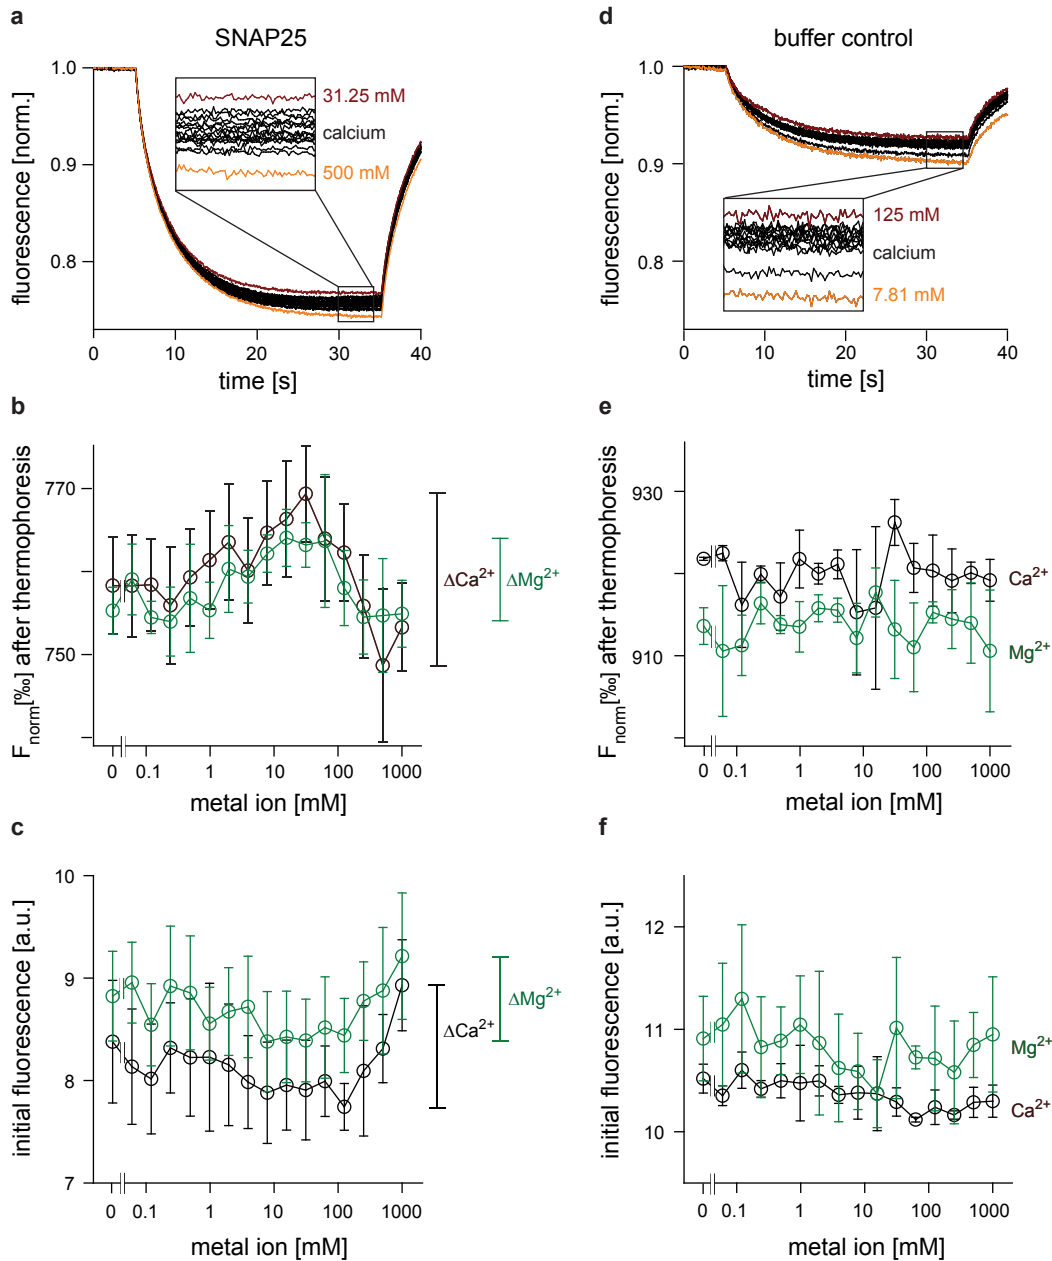 a
SNAP25
1.0
0.9
0.8
fluorescence [norm.]
31.25 mM
calcium
500 mM
0 10 20 30 40
time [s]
b
770
750
F_norm[‰] after thermophoresis
ΔCa²⁺ ΔMg²⁺
0 0.1 1 10 100 1000
metal ion [mM]
c
10
9
8
7
initial fluorescence [a.u.]
ΔMg²⁺
ΔCa²⁺
0 0.1 1 10 100 1000
metal ion [mM]
d
buffer control
1.0
0.9
0.8
fluorescence [norm.]
125 mM
calcium
7.81 mM
0 10 20 30 40
time [s]
e
930
910
F_norm[‰] after thermophoresis
Ca²⁺
Mg²⁺
0 0.1 1 10 100 1000
metal ion [mM]
f
12
11
10
initial fluorescence [a.u.]
Mg²⁺
Ca²⁺
0 0.1 1 10 100 1000
metal ion [mM]